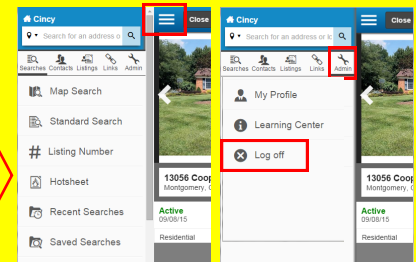 Cincy
Close
Search for an address o
Searches Contacts Listings Links Admin
Map Search
Standard Search
# Listing Number
Hotsheet
Recent Searches
Saved Searches
13056 Coop
Montgomery, C
Active
09/08/15
Residential
Cincy
Close
Search for an address or lc
Searches Contacts Listings Links Admin
My Profile
Learning Center
Log off
13056 Coop
Montgomery, C
Active
09/08/15
Residential